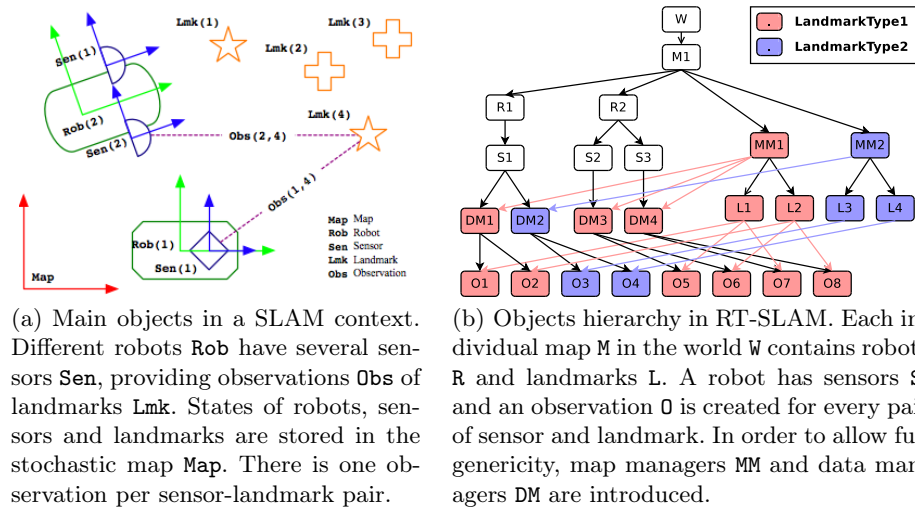 Lmk(1)
Lmk(3)
Lmk(2)
Sen(1)
Lmk(4)
Rob(2)
Sen(2)
Obs(2,4)
Obs(1,4)
Map Map
Rob Robot
Sen Sensor
Lmk Landmark
Obs Observation
Rob(1)
Sen(1)
Map
W
. LandmarkType1
. LandmarkType2
M1
R1 R2
S1 S2 S3 MM1 MM2
DM1 DM2 DM3 DM4 L1 L2 L3 L4
O1 O2 O3 O4 O5 O6 O7 O8
(a) Main objects in a SLAM context.
Different robots Rob have several sen-
sors Sen, providing observations Obs of
landmarks Lmk. States of robots, sen-
sors and landmarks are stored in the
stochastic map Map. There is one ob-
servation per sensor-landmark pair.
(b) Objects hierarchy in RT-SLAM. Each in
dividual map M in the world W contains robot
R and landmarks L. A robot has sensors S
and an observation O is created for every pai
of sensor and landmark. In order to allow fu
genericity, map managers MM and data man
agers DM are introduced.